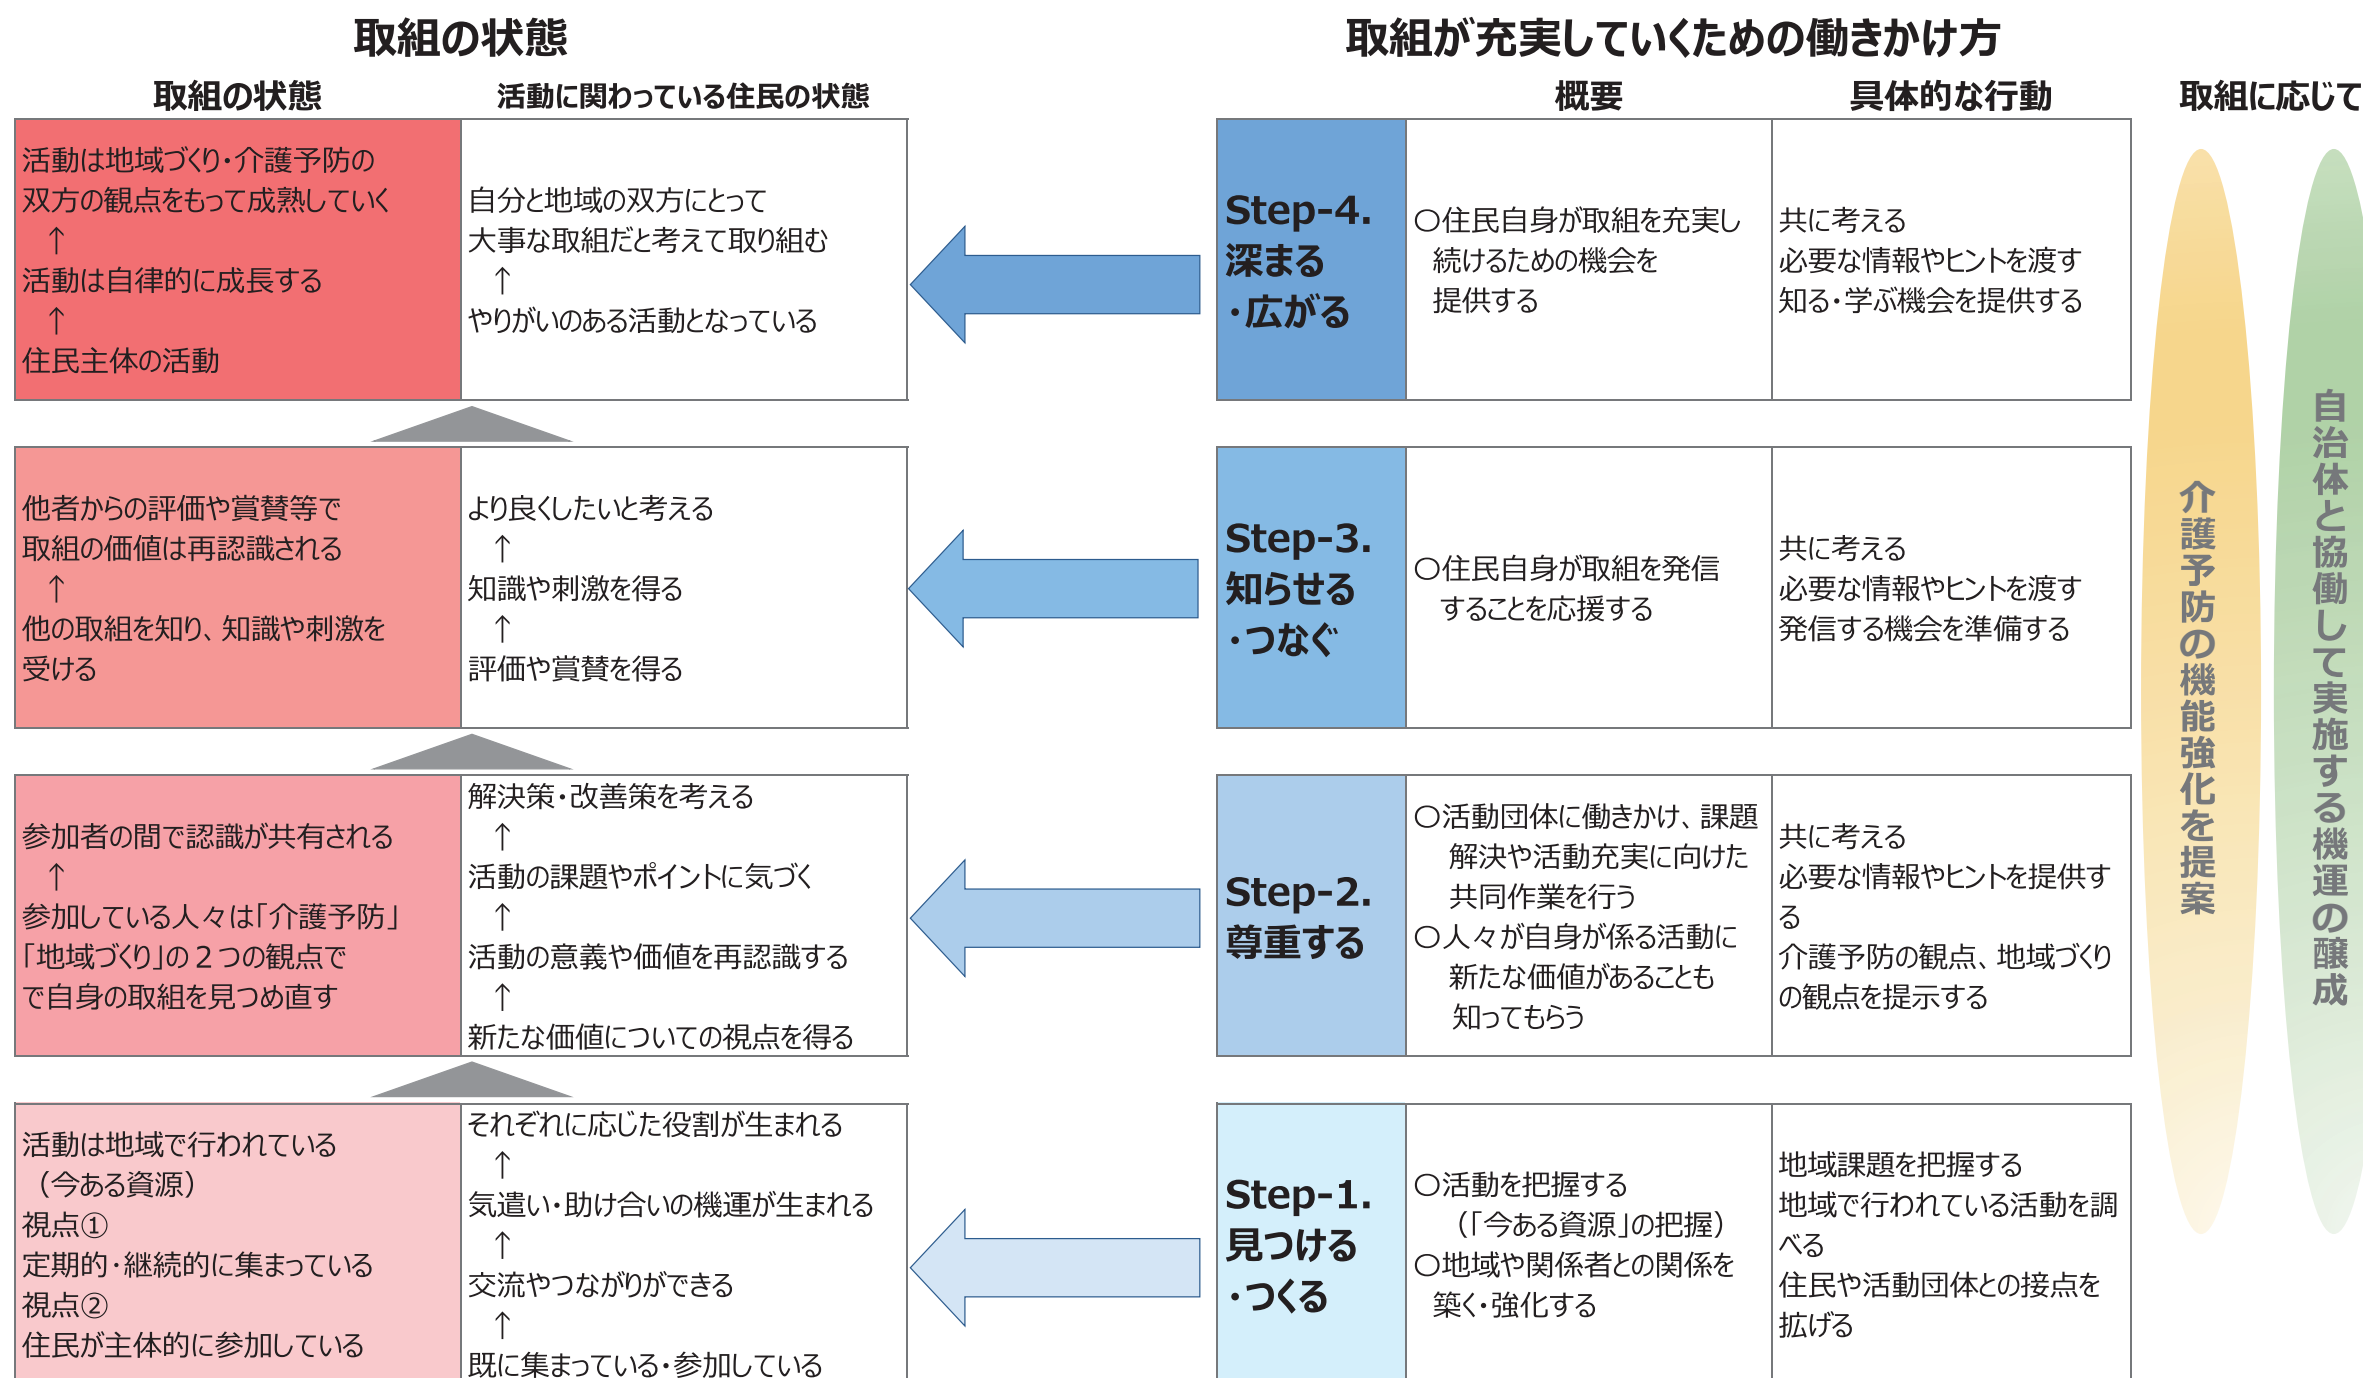 取組の状態
取組が充実していくための働きかけ方
取組の状態
活動に関わっている住民の状態
概要
具体的な行動
取組に応じて
活動は地域づくり・介護予防の
双方の観点をもって成熟していく
↑
活動は自律的に成長する
↑
住民主体の活動
自分と地域の双方にとって
大事な取組だと考えて取り組む
↑
やりがいのある活動となっている
Step-4.
深まる
・広がる
〇住民自身が取組を充実し
続けるための機会を
提供する
共に考える
必要な情報やヒントを渡す
知る・学ぶ機会を提供する
他者からの評価や賞賛等で
取組の価値は再認識される
↑
他の取組を知り、知識や刺激を
受ける
より良くしたいと考える
↑
知識や刺激を得る
↑
評価や賞賛を得る
Step-3.
知らせる
・つなぐ
〇住民自身が取組を発信
することを応援する
共に考える
必要な情報やヒントを渡す
発信する機会を準備する
参加者の間で認識が共有される
↑
参加している人々は「介護予防」
「地域づくり」の２つの観点で
で自身の取組を見つめ直す
解決策・改善策を考える
↑
活動の課題やポイントに気づく
↑
活動の意義や価値を再認識する
↑
新たな価値についての視点を得る
Step-2.
尊重する
〇活動団体に働きかけ、課題
解決や活動充実に向けた
共同作業を行う
〇人々が自身が係る活動に
新たな価値があることも
知ってもらう
共に考える
必要な情報やヒントを提供す
る
介護予防の観点、地域づくり
の観点を提示する
活動は地域で行われている
（今ある資源）
視点①
定期的・継続的に集まっている
視点②
住民が主体的に参加している
それぞれに応じた役割が生まれる
↑
気遣い・助け合いの機運が生まれる
↑
交流やつながりができる
↑
既に集まっている・参加している
Step-1.
見つける
・つくる
〇活動を把握する
（「今ある資源」の把握）
〇地域や関係者との関係を
築く・強化する
地域課題を把握する
地域で行われている活動を調
べる
住民や活動団体との接点を
拡げる
介護予防の機能強化を提案
自治体と協働して実施する機運の醸成